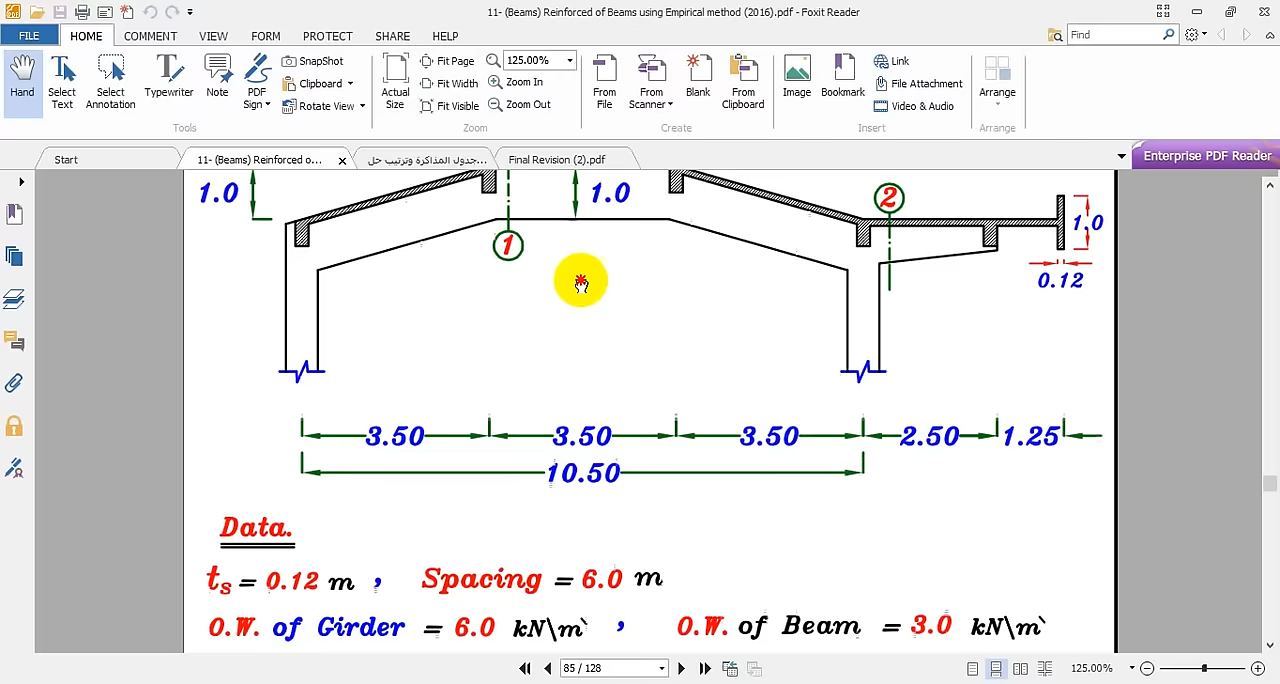 11- (Beams) Reinforced of Beams using Empirical method (2016).pdf - Foxit Reader
FILE HOME COMMENT VIEW FORM PROTECT SHARE HELP Find
Hand Select Text Select Annotation Typewriter Note PDF Sign SnapShot Clipboard Rotate View
Actual Size Fit Page Fit Width Fit Visible 125.00% Zoom In Zoom Out
From File From Scanner Blank From Clipboard
Image Bookmark Link File Attachment Video & Audio
Arrange
Tools Zoom Create Insert Arrange
Start 11- (Beams) Reinforced o... جدول المذاكرة وترتيب حل... Final Revision (2).pdf Enterprise PDF Reader
1.0 1.0 2 1.0
1
0.12
3.50 3.50 3.50 2.50 1.25
10.50
Data.
ts = 0.12 m , Spacing = 6.0 m
O.W. of Girder = 6.0 kN\m` , O.W. of Beam = 3.0 kN\m`
85 / 128 125.00%